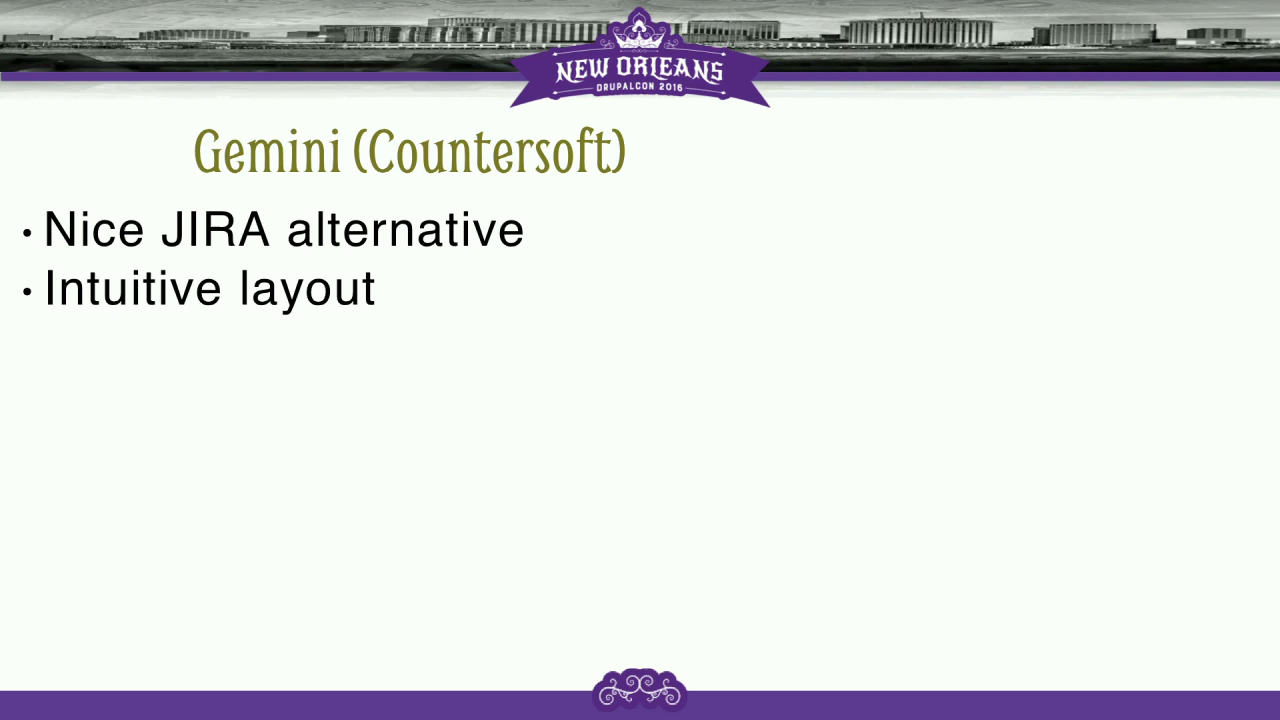 NEW ORLEANS
DRUPALCON 2016
Gemini (Countersoft)
• Nice JIRA alternative
• Intuitive layout